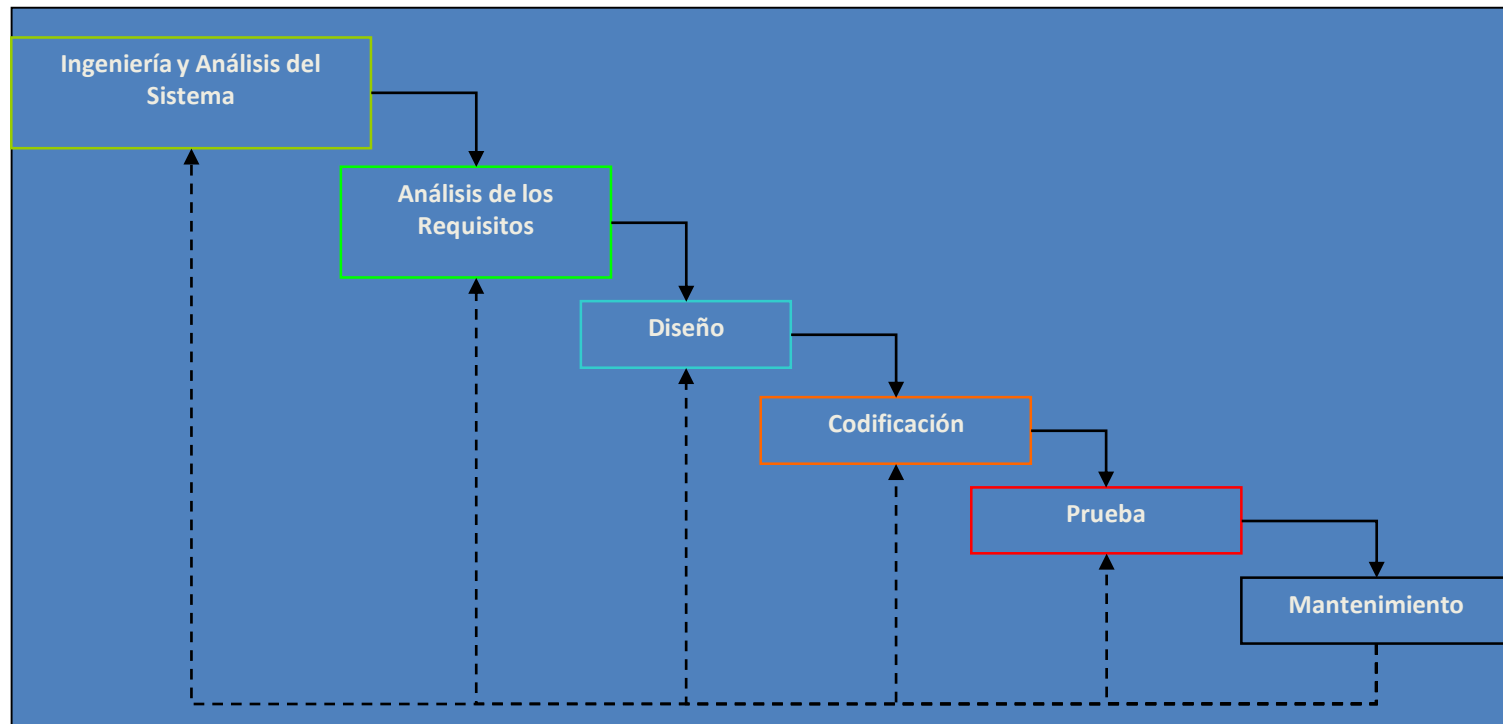 Ingeniería y Análisis del
Sistema
Análisis de los
Requisitos
Diseño
Codificación
Prueba
Mantenimiento